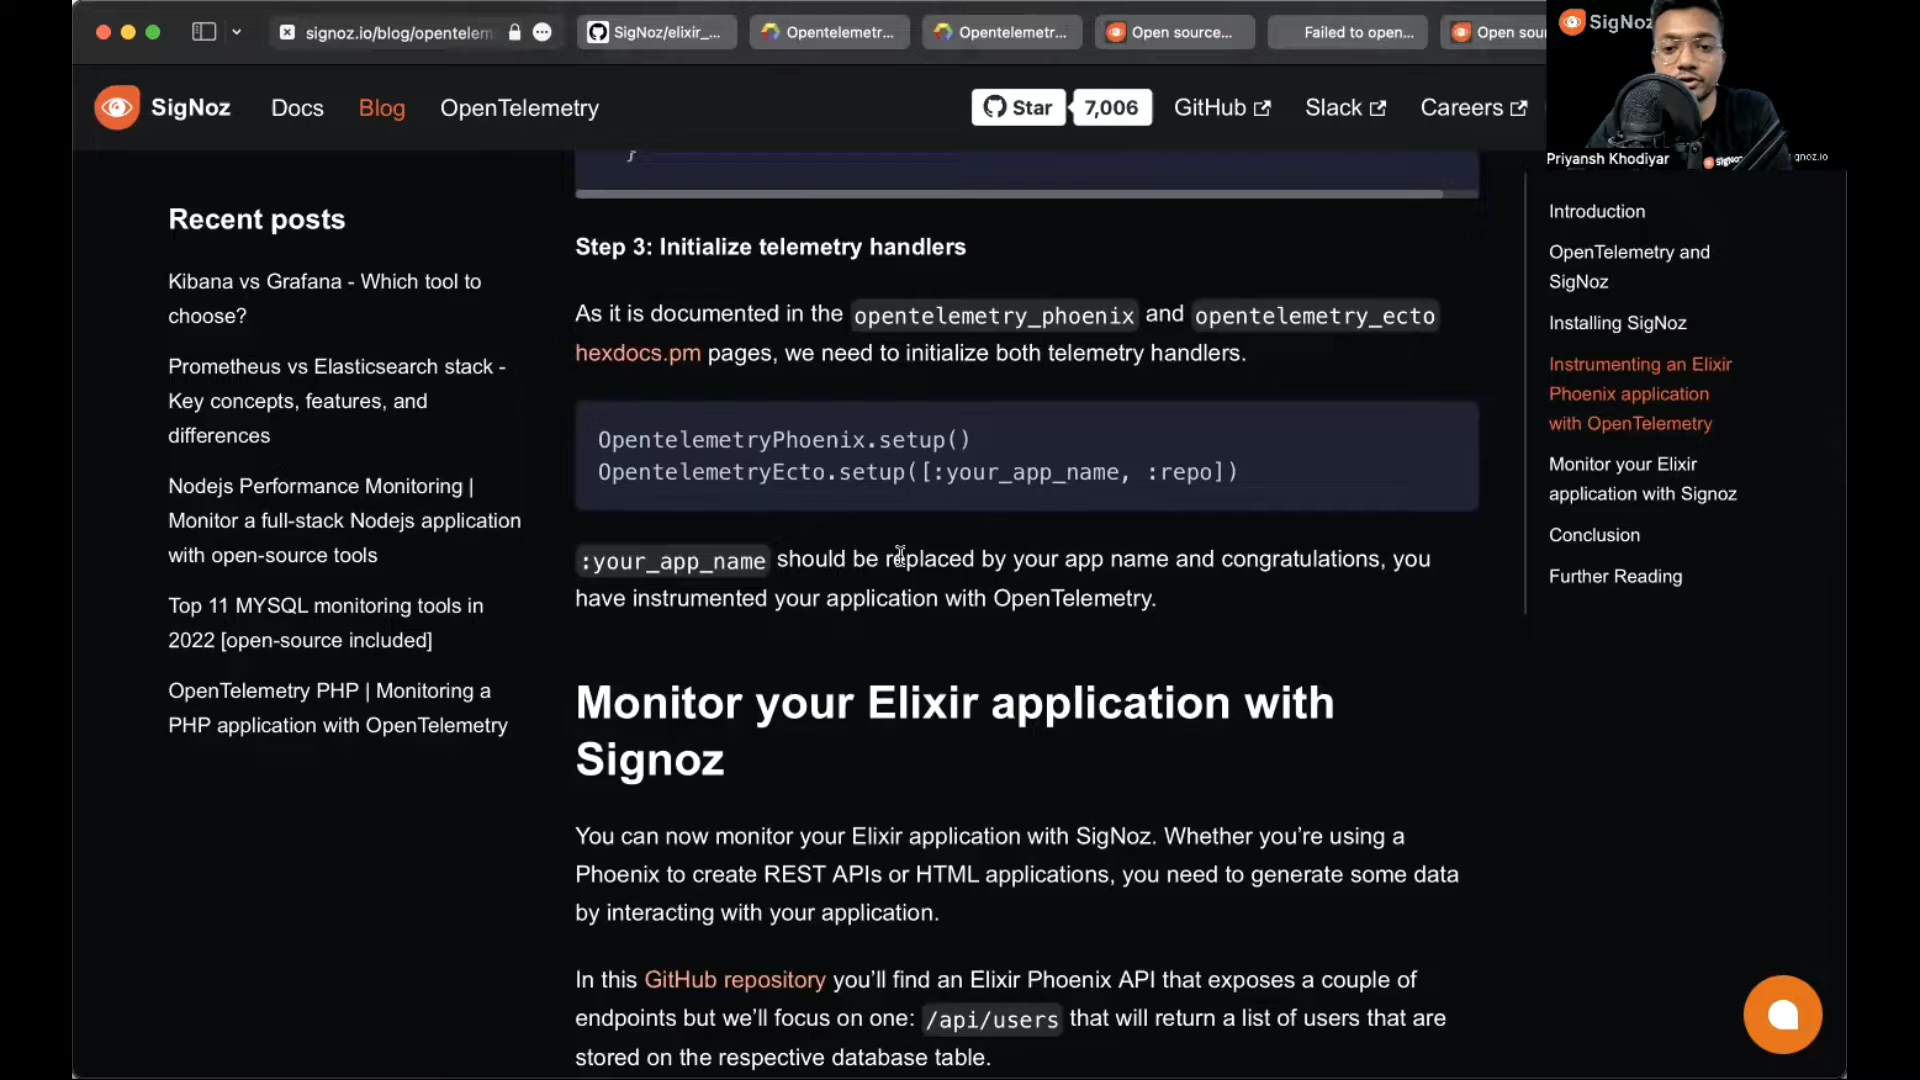 signoz.io/blog/opentelem
SigNoz/elixir_...
Opentelemetr...
Opentelemetr...
Open source...
Failed to open...
Open sou
SigNoz
SigNoz
Docs
Blog
OpenTelemetry
Star
7,006
GitHub
Slack
Careers
Priyansh Khodiyar
SigNoz
gnoz.io
Recent posts
Kibana vs Grafana - Which tool to
choose?
Prometheus vs Elasticsearch stack -
Key concepts, features, and
differences
Nodejs Performance Monitoring |
Monitor a full-stack Nodejs application
with open-source tools
Top 11 MYSQL monitoring tools in
2022 [open-source included]
OpenTelemetry PHP | Monitoring a
PHP application with OpenTelemetry
}
Step 3: Initialize telemetry handlers
As it is documented in the opentelemetry_phoenix and opentelemetry_ecto
hexdocs.pm pages, we need to initialize both telemetry handlers.
OpentelemetryPhoenix.setup()
OpentelemetryEcto.setup([:your_app_name, :repo])
:your_app_name should be replaced by your app name and congratulations, you
have instrumented your application with OpenTelemetry.
Monitor your Elixir application with
Signoz
You can now monitor your Elixir application with SigNoz. Whether you’re using a
Phoenix to create REST APIs or HTML applications, you need to generate some data
by interacting with your application.
In this GitHub repository you’ll find an Elixir Phoenix API that exposes a couple of
endpoints but we’ll focus on one: /api/users that will return a list of users that are
stored on the respective database table.
Introduction
OpenTelemetry and
SigNoz
Installing SigNoz
Instrumenting an Elixir
Phoenix application
with OpenTelemetry
Monitor your Elixir
application with Signoz
Conclusion
Further Reading